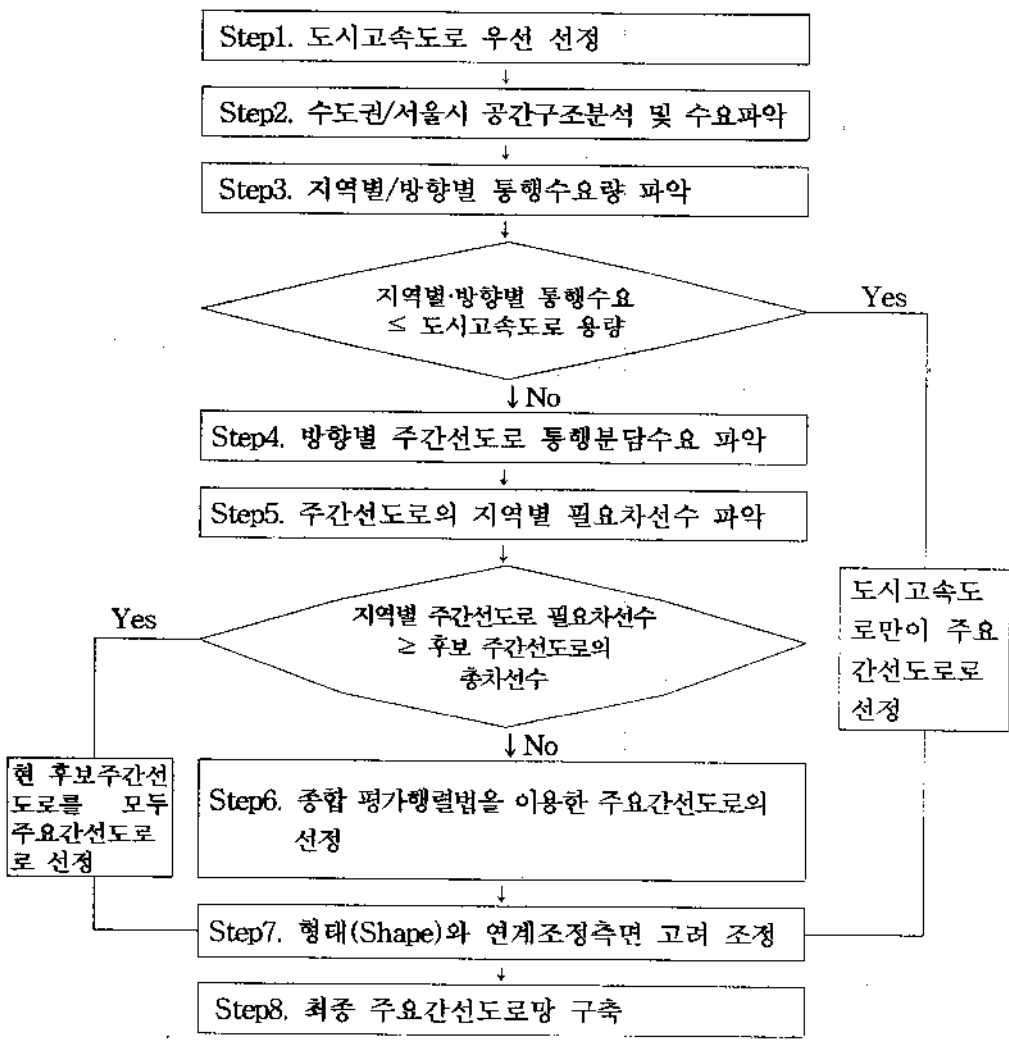 Step1. 도시고속도로 우선 선정
↓
Step2. 수도권/서울시 공간구조분석 및 수요파악
↓
Step3. 지역별/방향별 통행수요량 파악
↓
지역별·방향별 통행수요
≤ 도시고속도로 용량
Yes
↓No
Step4. 방향별 주간선도로 통행분담수요 파악
↓
Step5. 주간선도로의 지역별 필요차선수 파악
↓
도시고속도
로만이 주요
간선도로로
선정
Yes
지역별 주간선도로 필요차선수
≥ 후보 주간선도로의
총차선수
↓No
현 후보주간선
도로를 모두
주요간선도로
로 선정
Step6. 종합 평가행렬법을 이용한 주요간선도로의
선정
↓
Step7. 형태(Shape)와 연계조정측면 고려 조정
↓
Step8. 최종 주요간선도로망 구축